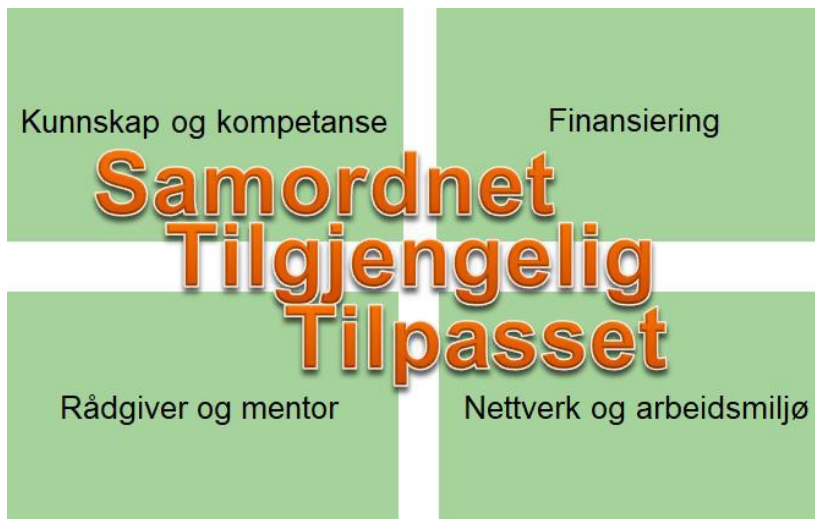 Kunnskap og kompetanse
Finansiering
Samordnet
Tilgjengelig
Tilpasset
Rådgiver og mentor
Nettverk og arbeidsmiljø